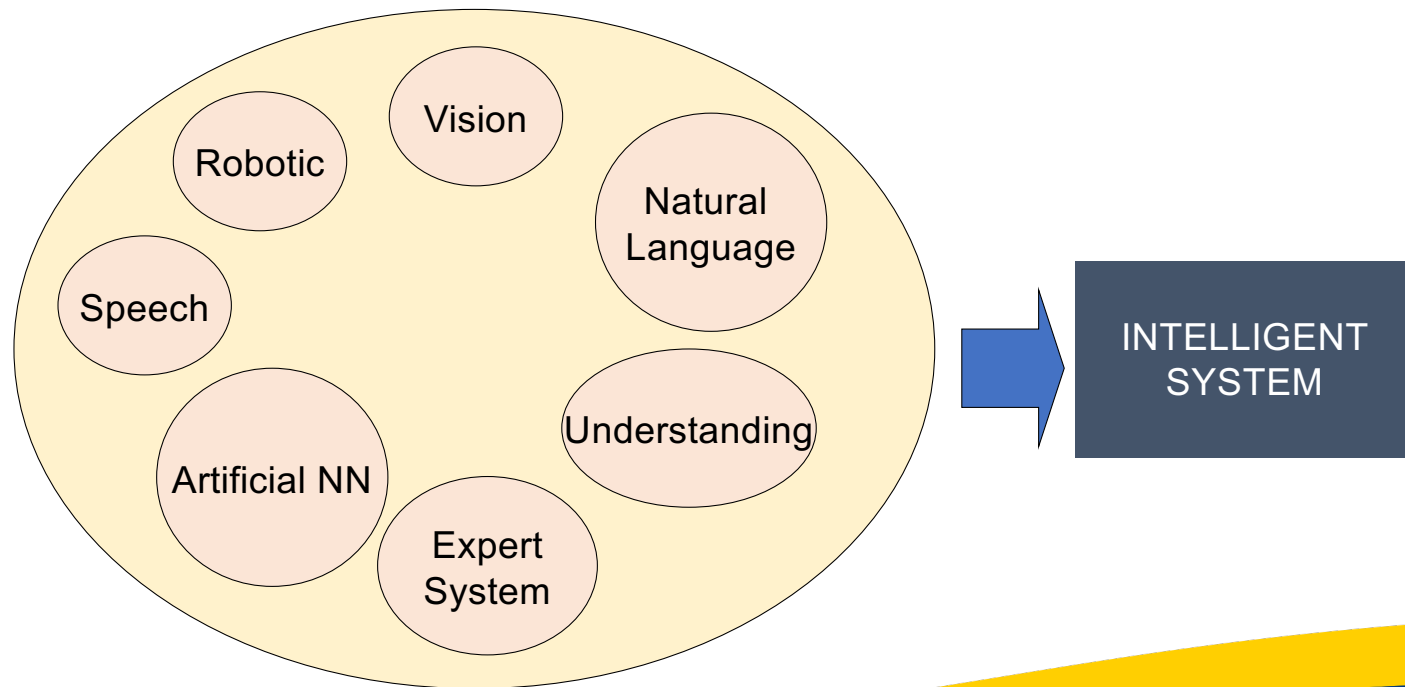 Vision
Robotic
Natural
Language
Speech
Understanding
Artificial NN
Expert
System
INTELLIGENT
SYSTEM